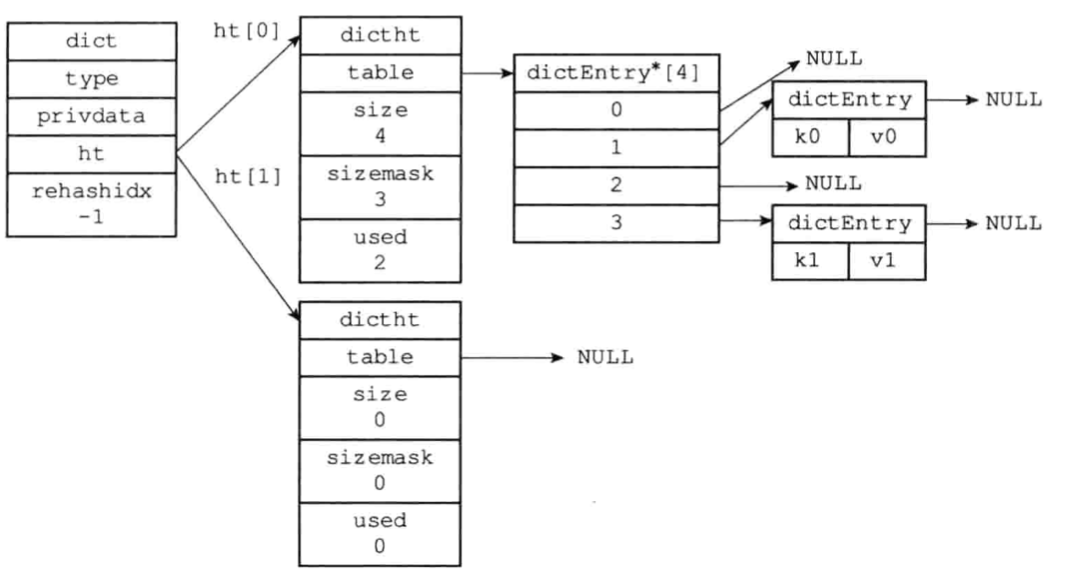 dict
type
privdata
ht
rehashidx
-1
ht[0]
ht[1]
dictht
table
size
4
sizemask
3
used
2
dictEntry*[4]
0
1
2
3
NULL
dictEntry
NULL
k0 v0
NULL
dictEntry
NULL
k1 v1
dictht
table
NULL
size
0
sizemask
0
used
0